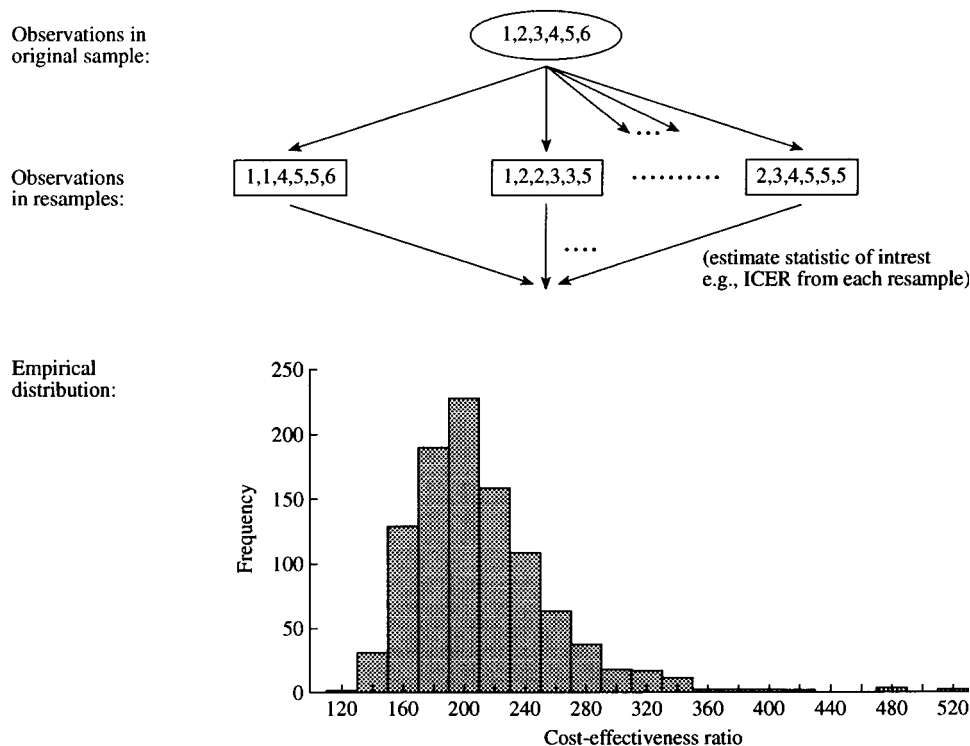 Observations in
original sample:
1,2,3,4,5,6
Observations
in resamples:
1,1,4,5,5,6
1,2,2,3,3,5
2,3,4,5,5,5
(estimate statistic of intrest
e.g., ICER from each resample)
Empirical
distribution:
250
200
150
100
50
0
Frequency
120 160 200 240 280 320 360 400 440 480 520
Cost-effectiveness ratio